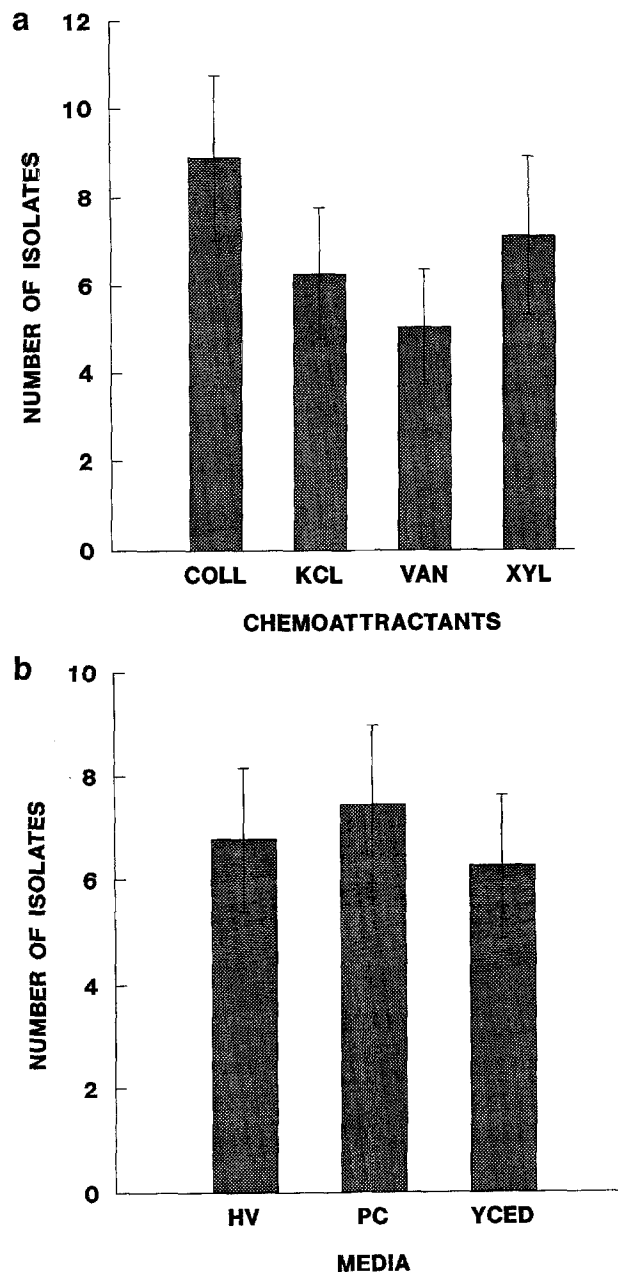 a
12
10
8
6
4
2
0
NUMBER OF ISOLATES
COLL KCL VAN XYL
CHEMOATTRACTANTS
b
10
8
6
4
2
0
NUMBER OF ISOLATES
HV PC YCED
MEDIA